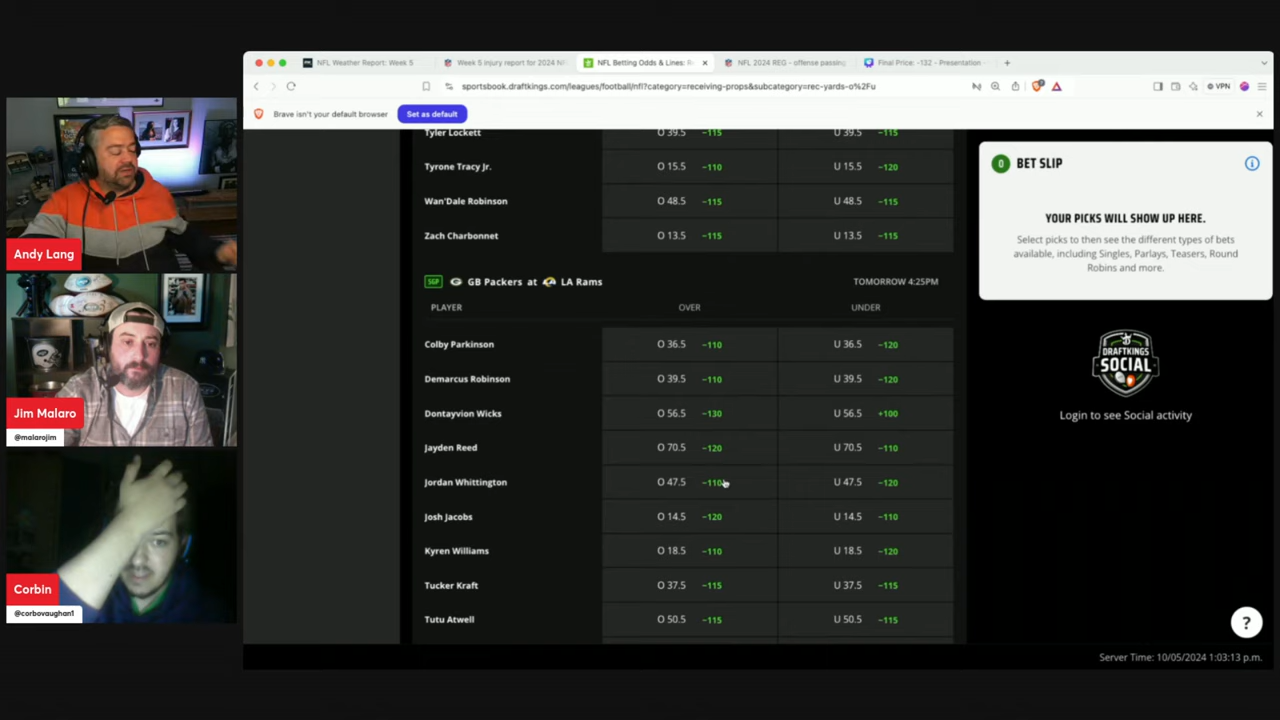 NFL Weather Report: Week 5
Week 5 injury report for 2024 NF
NFL Betting Odds & Lines: Re
NFL 2024 REG - offense passing
Final Price: -132 - Presentation
sportsbook.draftkings.com/leagues/football/nfl?category=receiving-props&subcategory=rec-yards-o%2Fu
VPN
Brave isn't your default browser
Set as default
Tyler Lockett O 39.5 −115 U 39.5 −115
Tyrone Tracy Jr. O 15.5 −110 U 15.5 −120
Wan'Dale Robinson O 48.5 −115 U 48.5 −115
Zach Charbonnet O 13.5 −115 U 13.5 −115
SGP GB Packers at LA Rams TOMORROW 4:25PM
PLAYER OVER UNDER
Colby Parkinson O 36.5 −110 U 36.5 −120
Demarcus Robinson O 39.5 −110 U 39.5 −120
Dontayvion Wicks O 56.5 −130 U 56.5 +100
Jayden Reed O 70.5 −120 U 70.5 −110
Jordan Whittington O 47.5 −110 U 47.5 −120
Josh Jacobs O 14.5 −120 U 14.5 −110
Kyren Williams O 18.5 −110 U 18.5 −120
Tucker Kraft O 37.5 −115 U 37.5 −115
Tutu Atwell O 50.5 −115 U 50.5 −115
0 BET SLIP
YOUR PICKS WILL SHOW UP HERE.
Select picks to then see the different types of bets
available, including Singles, Parlays, Teasers, Round
Robins and more.
DRAFTKINGS
SOCIAL
Login to see Social activity
?
Server Time: 10/05/2024 1:03:13 p.m.
Andy Lang
Jim Malaro
@malarojim
Corbin
@corbovaughan1